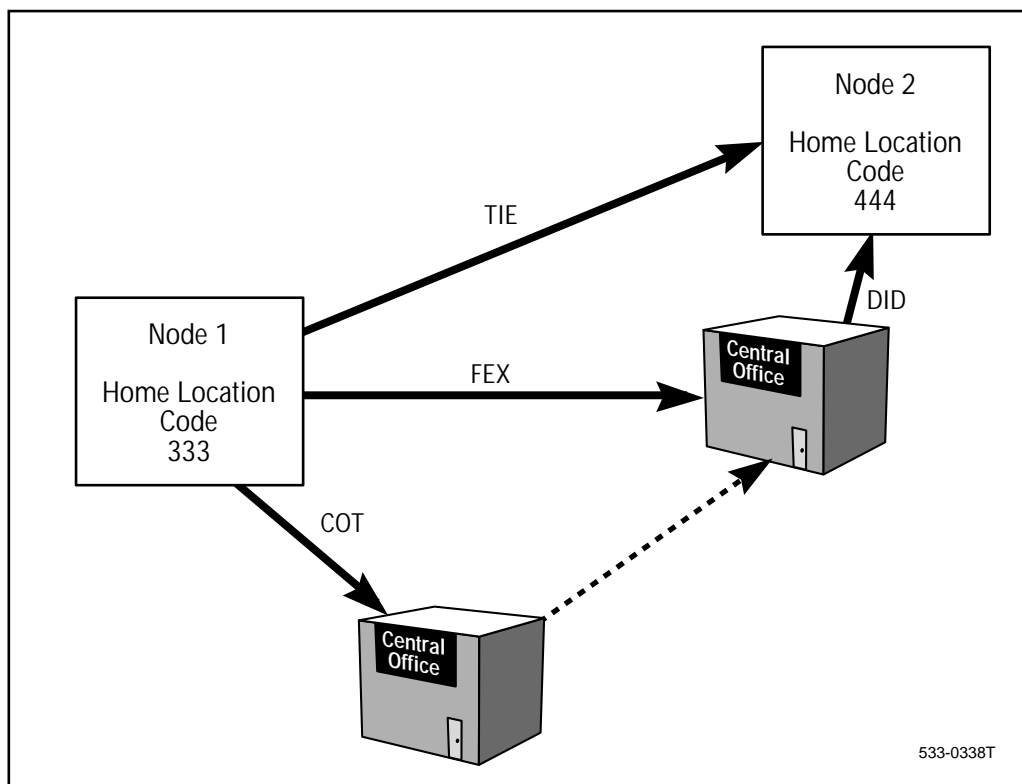 Node 2
Home Location
Code
444
TIE
DID
Node 1
Home Location
Code
333
FEX
Central
Office
COT
Central
Office
533-0338T